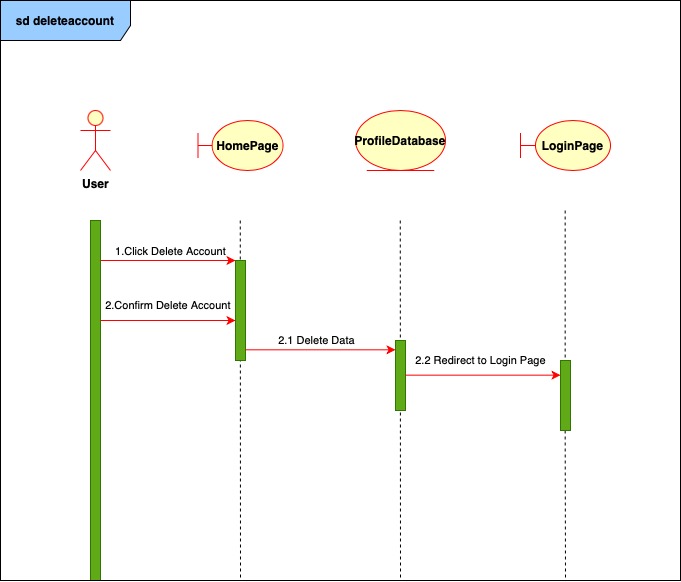 sd deleteaccount
User
HomePage
ProfileDatabase
LoginPage
1.Click Delete Account
2.Confirm Delete Account
2.1 Delete Data
2.2 Redirect to Login Page